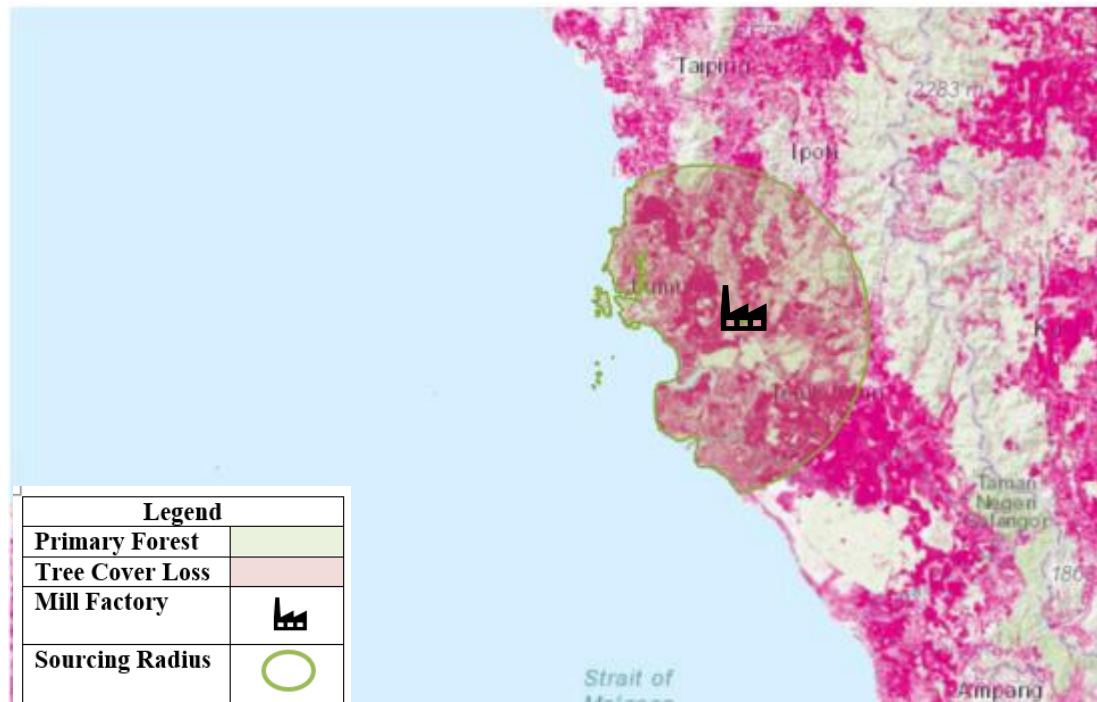 Taiping
2283 m
Ipoh
Taman
Negeri
Selangor
Strait of
Ampang
Legend
Primary Forest
Tree Cover Loss
Mill Factory
Sourcing Radius